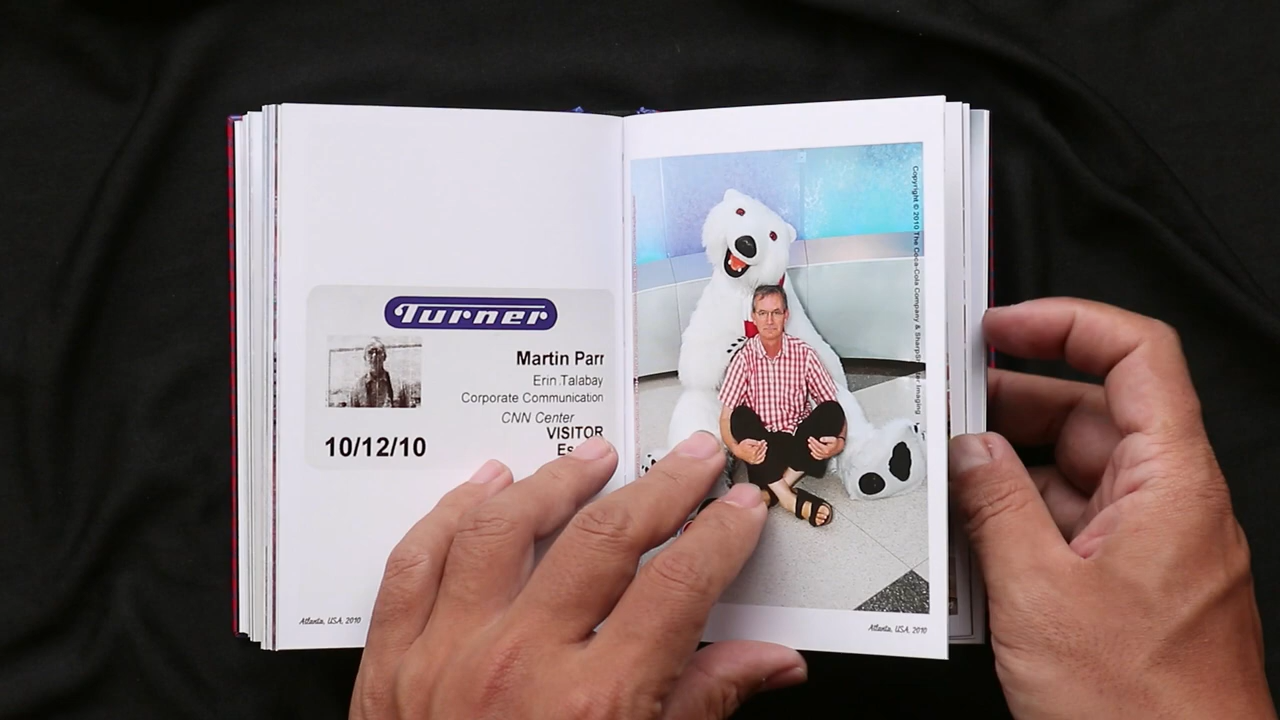 Turner
Martin Parr
Erin Talabay
Corporate Communication
CNN Center
VISITOR
10/12/10
Es
Atlanta, USA, 2010
Copyright © 2010 The Coca-Cola Company & Imaging
Atlanta, USA, 2010